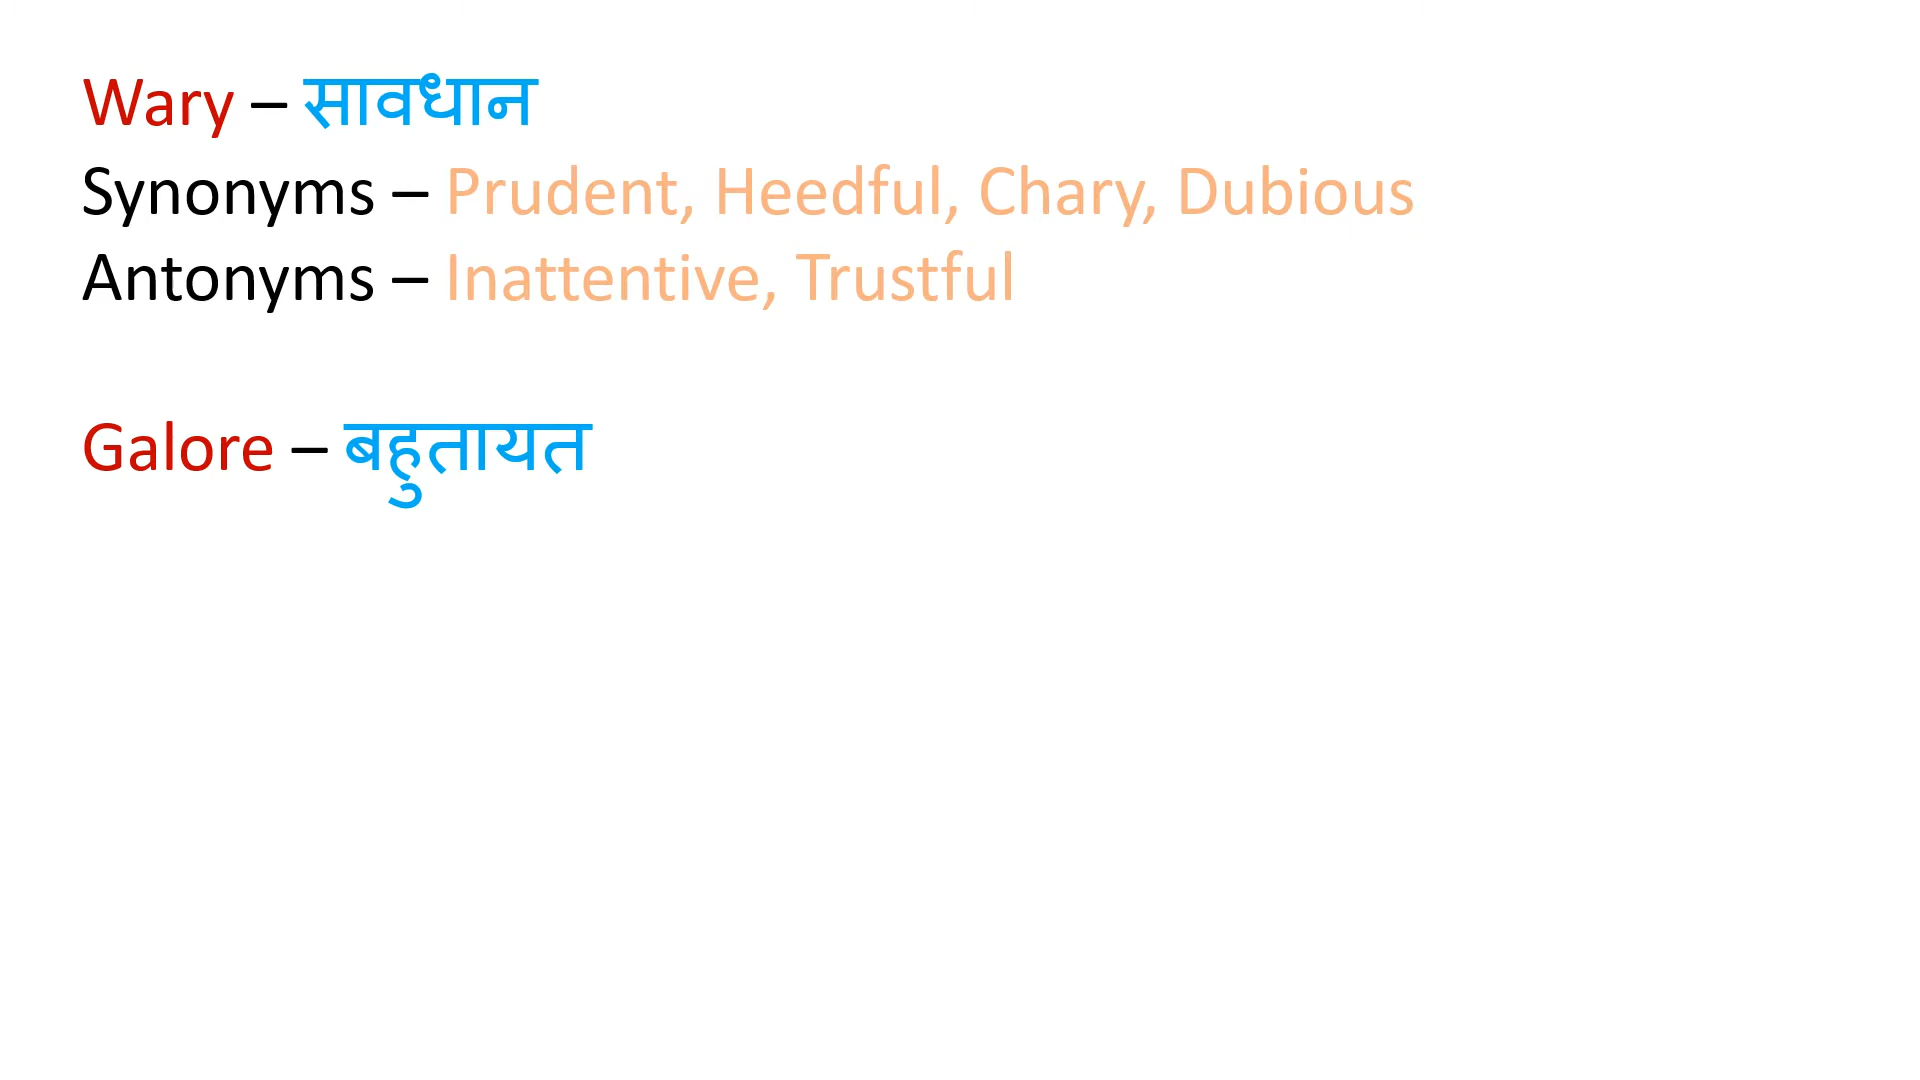 Wary – सावधान
Synonyms – Prudent, Heedful, Chary, Dubious
Antonyms – Inattentive, Trustful
Galore – बहुतायत